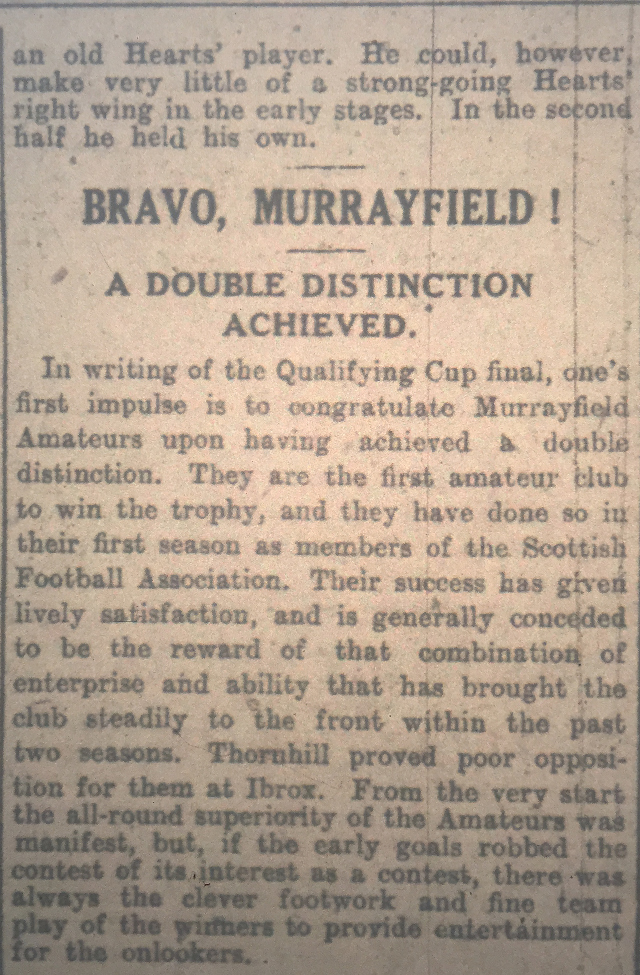 an old Hearts' player. He could, however,
make very little of a strong-going Hearts'
right wing in the early stages. In the second
half he held his own.
BRAVO, MURRAYFIELD!
A DOUBLE DISTINCTION
ACHIEVED.
In writing of the Qualifying Cup final, one's
first impulse is to congratulate Murrayfield
Amateurs upon having achieved a double
distinction. They are the first amateur club
to win the trophy, and they have done so in
their first season as members of the Scottish
Football Association. Their success has given
lively satisfaction, and is generally conceded
to be the reward of that combination of
enterprise and ability that has brought the
club steadily to the front within the past
two seasons. Thornhill proved poor opposi-
tion for them at Ibrox. From the very start
the all-round superiority of the Amateurs was
manifest, but, if the early goals robbed the
contest of its interest as a contest, there was
always the clever footwork and fine team
play of the winners to provide entertainment
for the onlookers.